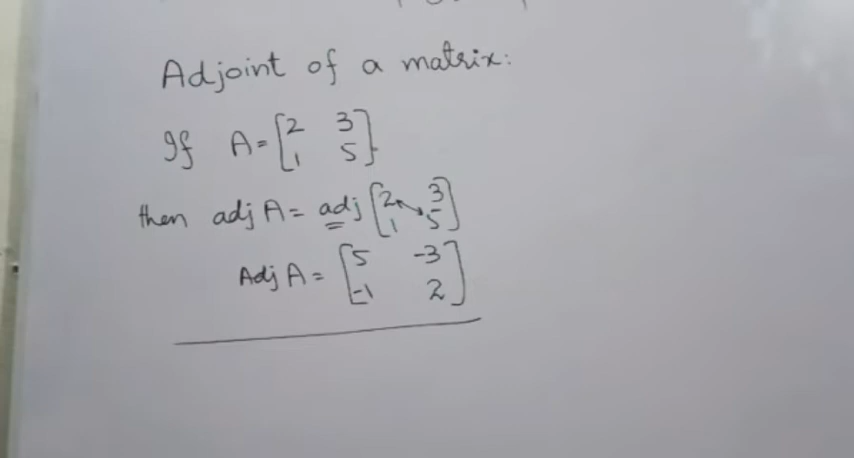 Adjoint of a matrix:
If A = [2 3
1 5]
then adj A = adj [2 3
1 5]
Adj A = [5 -3
-1 2]